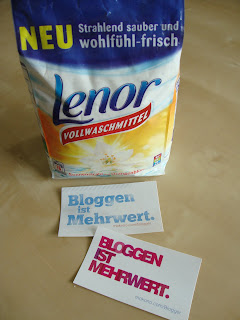 NEU Strahlend sauber und
wohlfühl-frisch
Lenor
VOLLWASCHMITTEL
Bloggen
ist
Mehrwert.
BLOGGEN
IST
MEHRWERT.